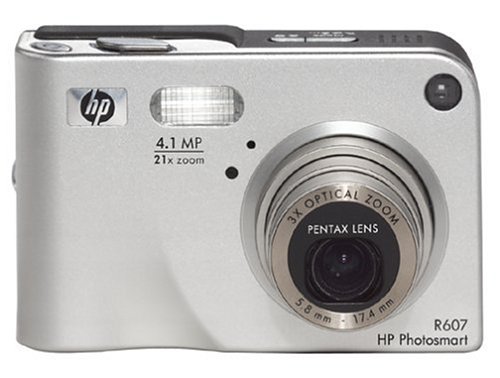 hp
4.1 MP
21x zoom
3X OPTICAL ZOOM
PENTAX LENS
5.8 mm - 17.4 mm
R607
HP Photosmart